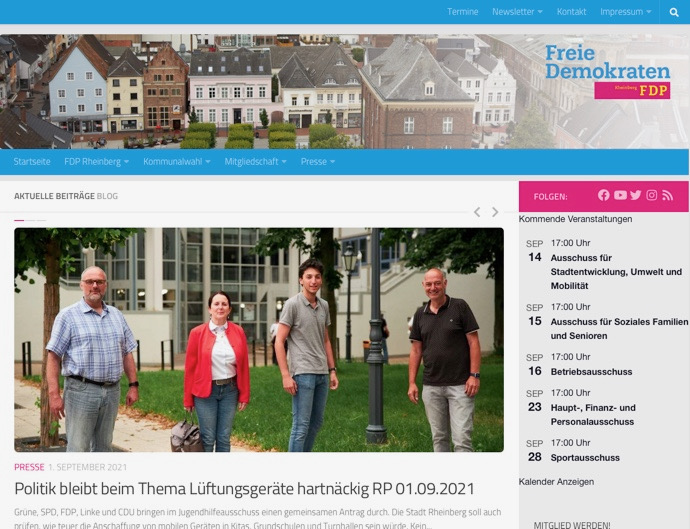 Termine Newsletter Kontakt Impressum
Freie
Demokraten
Rheinberg FDP
Startseite FDP Rheinberg Kommunalwahl Mitgliedschaft Presse
AKTUELLE BEITRÄGE BLOG
FOLGEN:
Kommende Veranstaltungen
SEP 17:00 Uhr
14 Ausschuss für
Stadtentwicklung, Umwelt und
Mobilität
SEP 17:00 Uhr
15 Ausschuss für Soziales Familien
und Senioren
SEP 17:00 Uhr
16 Betriebsausschuss
SEP 17:00 Uhr
23 Haupt-, Finanz- und
Personalausschuss
SEP 17:00 Uhr
28 Sportausschuss
Kalender Anzeigen
MITGLIED WERDEN!
PRESSE 1. SEPTEMBER 2021
Politik bleibt beim Thema Lüftungsgeräte hartnäckig RP 01.09.2021
Grüne, SPD, FDP, Linke und CDU bringen im Jugendhilfeausschuss einen gemeinsamen Antrag durch. Die Stadt Rheinberg soll auch
prüfen, wie teuer die Anschaffung von mobilen Geräten in Kitas, Grundschulen und Turnhallen sein würde. Kein...